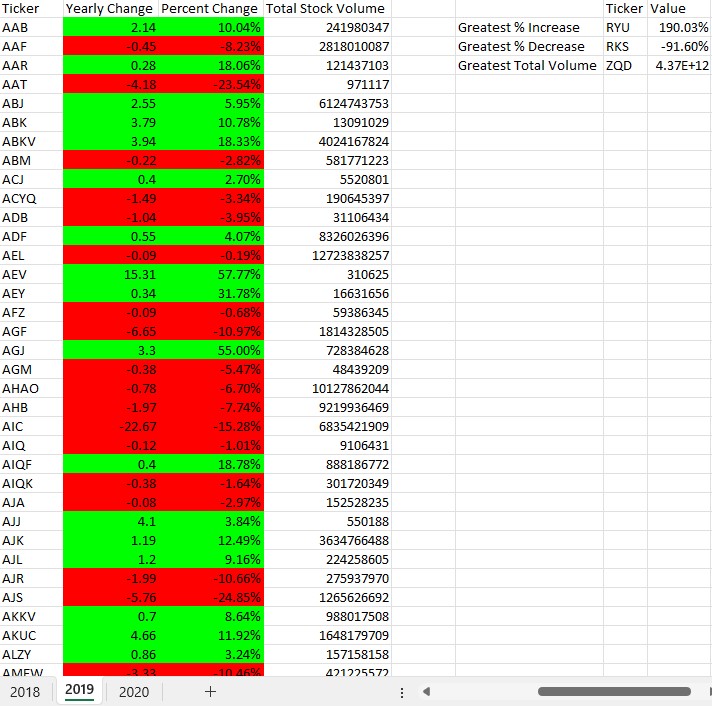 Ticker Yearly Change Percent Change Total Stock Volume Ticker Value
AAB 2.14 10.04% 241980347 Greatest % Increase RYU 190.03%
AAF -0.45 -8.23% 2818010087 Greatest % Decrease RKS -91.60%
AAR 0.28 18.06% 121437103 Greatest Total Volume ZQD 4.37E+12
AAT -4.18 -23.54% 971117
ABJ 2.55 5.95% 6124743753
ABK 3.79 10.78% 13091029
ABKV 3.94 18.33% 4024167824
ABM -0.22 -2.82% 581771223
ACJ 0.4 2.70% 5520801
ACYQ -1.49 -3.34% 190645397
ADB -1.04 -3.95% 31106434
ADF 0.55 4.07% 8326026396
AEL -0.09 -0.19% 12723838257
AEV 15.31 57.77% 310625
AEY 0.34 31.78% 16631656
AFZ -0.09 -0.68% 59386345
AGF -6.65 -10.97% 1814328505
AGJ 3.3 55.00% 728384628
AGM -0.38 -5.47% 48439209
AHAO -0.78 -6.70% 10127862044
AHB -1.97 -7.74% 9219936469
AIC -22.67 -15.28% 6835421909
AIQ -0.12 -1.01% 9106431
AIQF 0.4 18.78% 888186772
AIQK -0.38 -1.64% 301720349
AJA -0.08 -2.97% 152528235
AJJ 4.1 3.84% 550188
AJK 1.19 12.49% 3634766488
AJL 1.2 9.16% 224258605
AJR -1.99 -10.66% 275937970
AJS -5.76 -24.85% 1265626692
AKKV 0.7 8.64% 988017508
AKUC 4.66 11.92% 1648179709
ALZY 0.86 3.24% 157158158
AMEW -3.33 -10.46% 421225572
2018 2019 2020 +